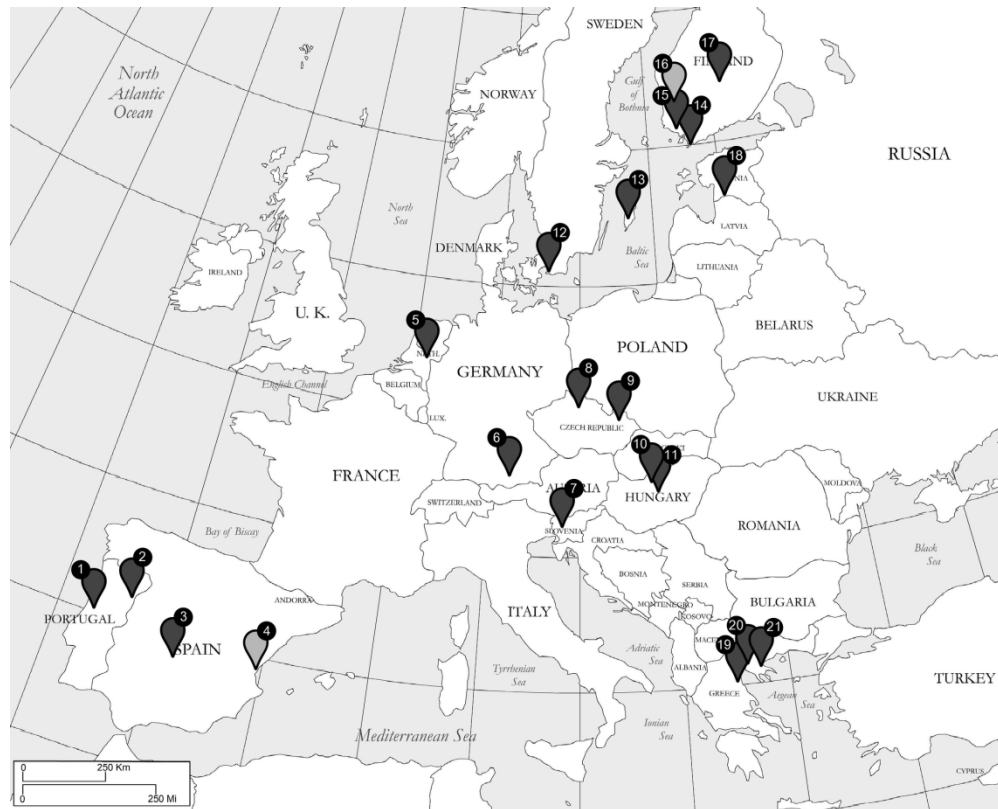 SWEDEN
17
FINLAND
16
North
Atlantic
Ocean
Gulf
of
Bothnia
NORWAY
15
14
RUSSIA
18
13
North
Sea
LATVIA
12
DENMARK
Baltic
Sea
IRELAND
LITHUANIA
U. K.
5
BELARUS
POLAND
GERMANY
8
9
English Channel
BELGIUM
UKRAINE
LUX.
CZECH REPUBLIC
6
10
11
FRANCE
7
AUSTRIA
HUNGARY
MOLDOVA
SWITZERLAND
ROMANIA
Bay of Biscay
SLOVENIA
CROATIA
Black
Sea
1
2
BOSNIA
SERBIA
ANDORRA
BULGARIA
MONTENEGRO
KOSOVO
ITALY
PORTUGAL
3
4
SPAIN
20
21
19
Adriatic
Sea
ALBANIA
Tyrrhenian
Sea
GREECE
Aegean
Sea
TURKEY
Mediterranean Sea
Ionian
Sea
0 250 Km
0 250 Mi
CYPRUS